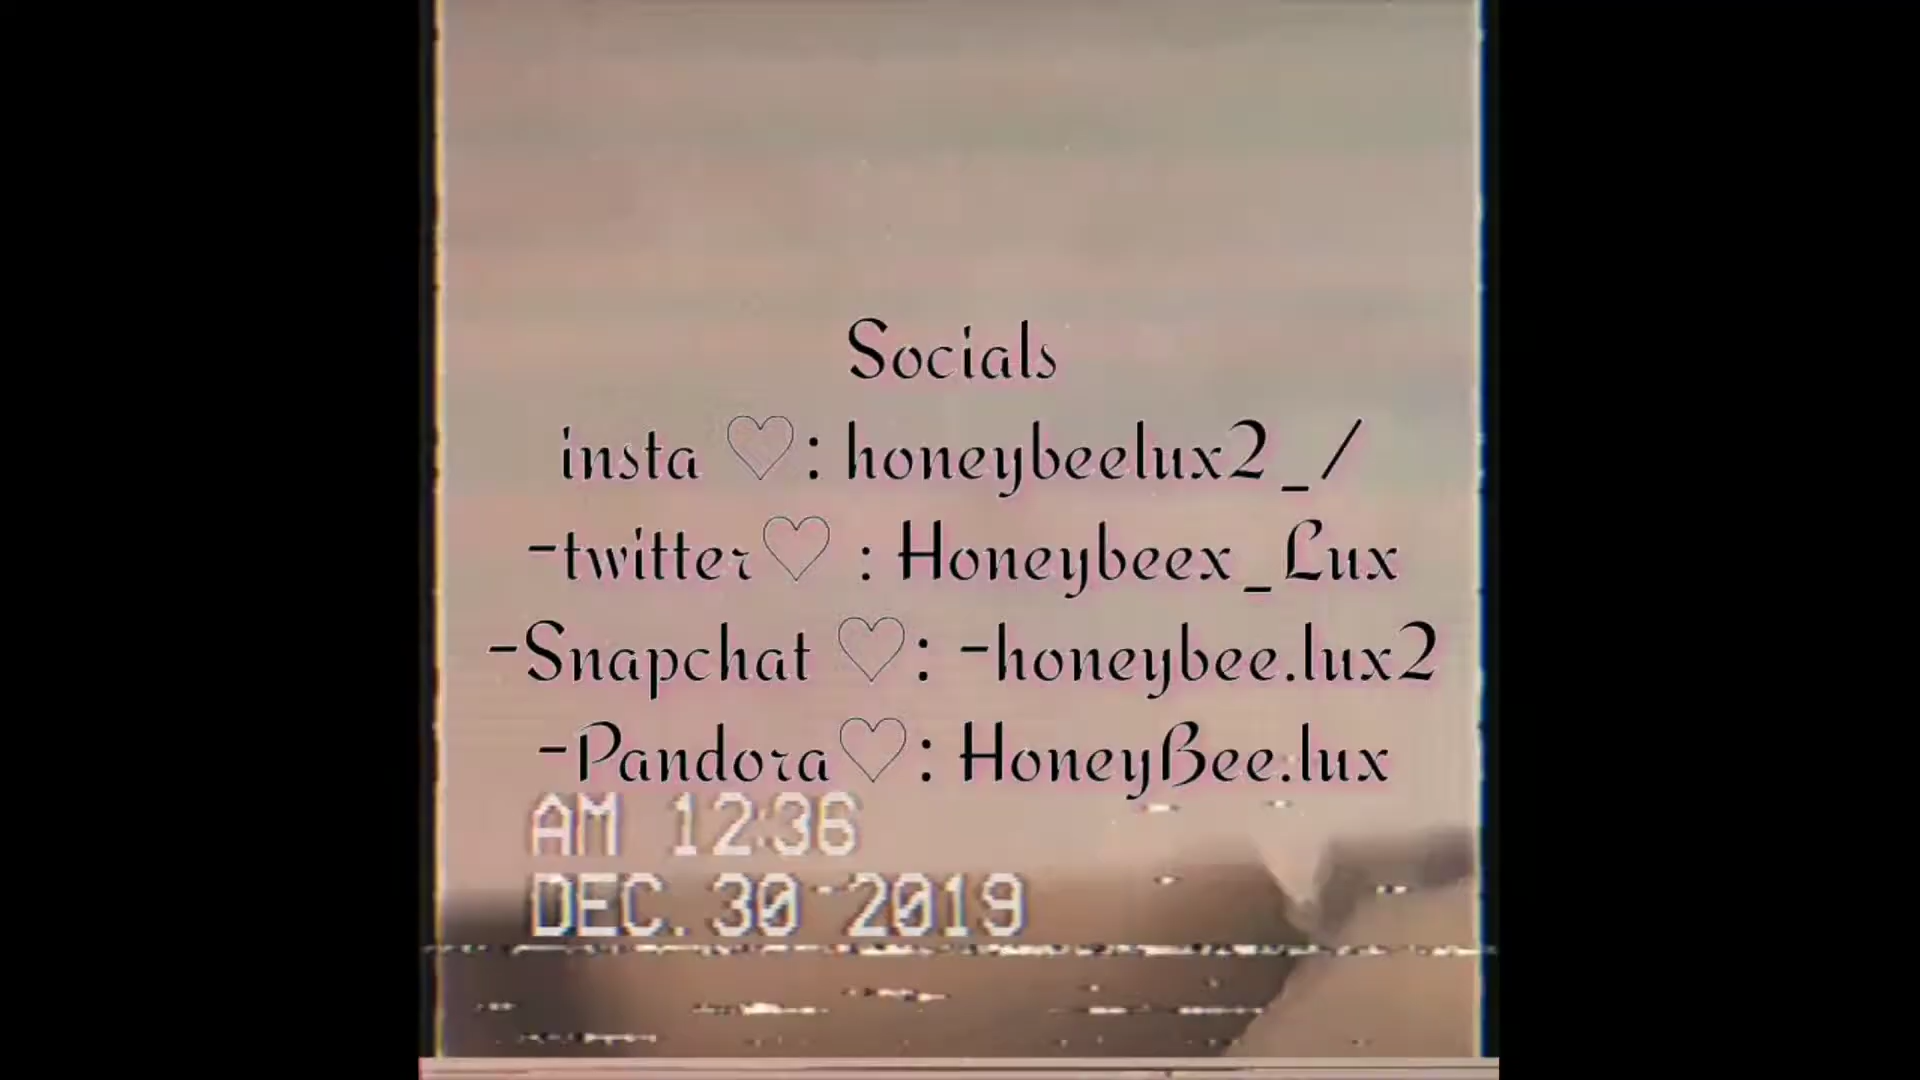 Socials
insta ♡: honeybeelux2_/
-twitter♡ : Honeybeex_Lux
-Snapchat ♡: -honeybee.lux2
-Pandora♡: HoneyBee.lux
AM 12:36
DEC. 30 2019